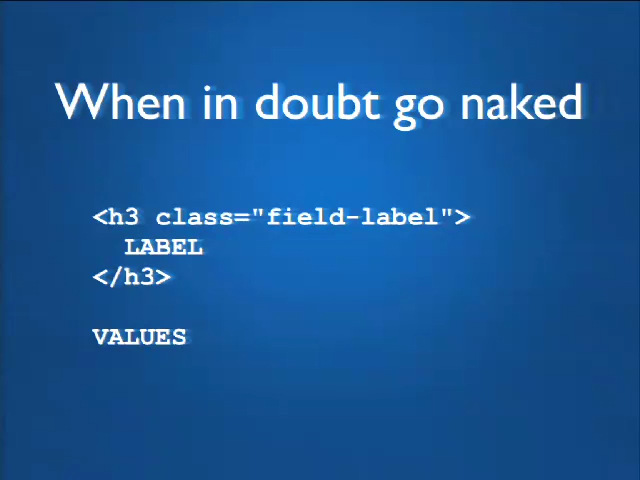 When in doubt go naked
<h3 class="field-label">
LABEL
</h3>
VALUES